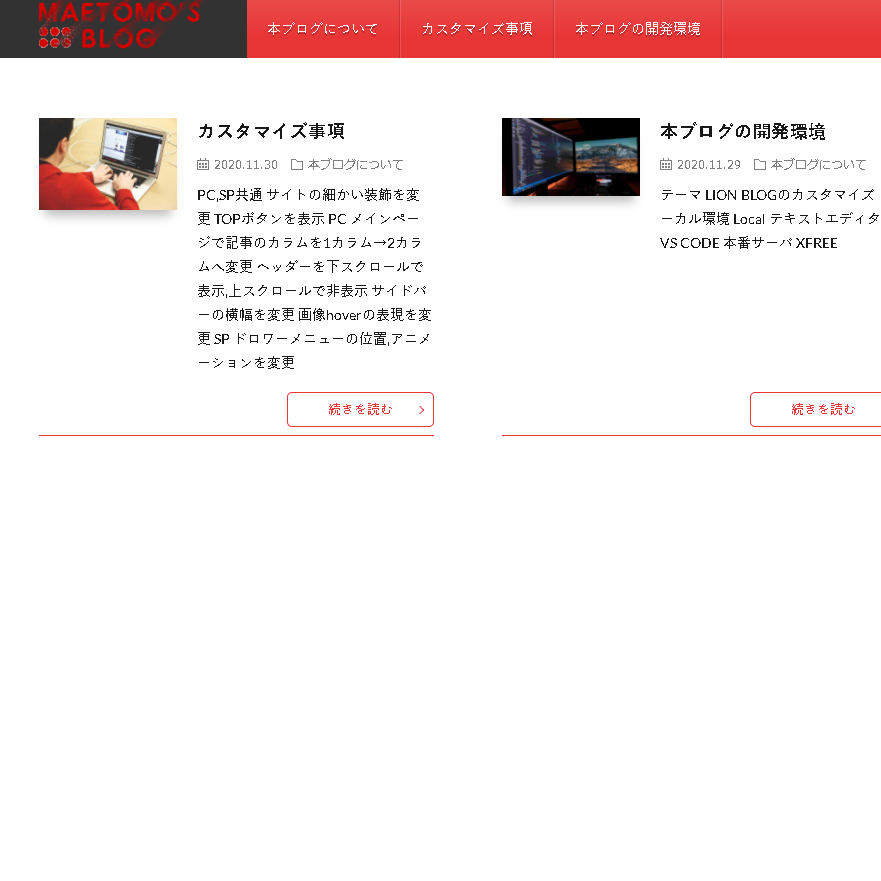 MAETOMO'S
BLOG
本ブログについて
カスタマイズ事項
本ブログの開発環境
カスタマイズ事項
2020.11.30 本ブログについて
PC,SP共通 サイトの細かい装飾を変
更 TOPボタンを表示 PC メインペー
ジで記事のカラムを1カラム→2カラ
ムへ変更 ヘッダーを下スクロールで
表示,上スクロールで非表示 サイドバ
ーの横幅を変更 画像hoverの表現を変
更 SP ドロワーメニューの位置,アニメ
ーションを変更
続きを読む
本ブログの開発環境
2020.11.29 本ブログについて
テーマ LION BLOGのカスタマイズ
ーカル環境 Local テキストエディタ
VS CODE 本番サーバ XFREE
続きを読む